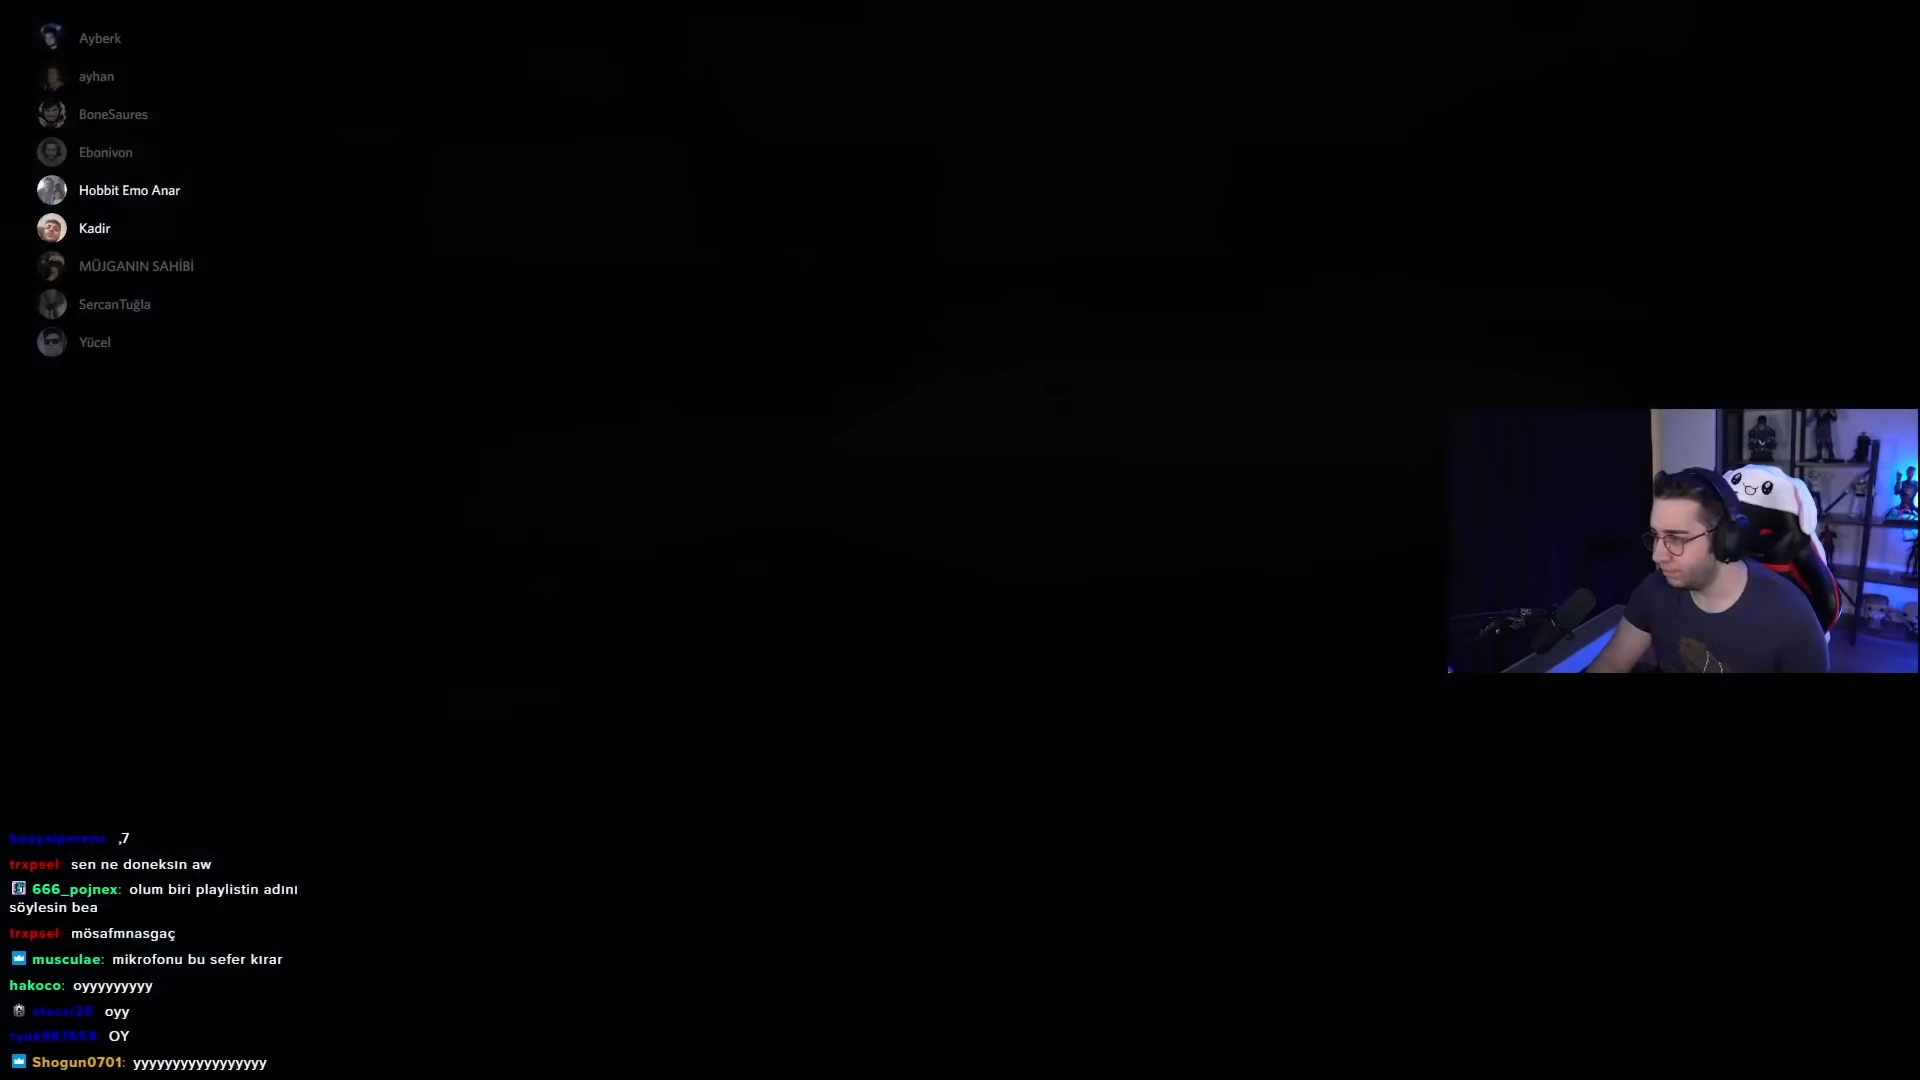 Ayberk
ayhan
BoneSaures
Ebonivon
Hobbit Emo Anar
Kadir
MÜJGANIN SAHİBİ
SercanTuğla
Yücel
,7
trxpsel sen ne doneksın aw
666_pojnex: olum biri playlistin adını
söylesin bea
trxpsel mösafmnasgaç
musculae: mikrofonu bu sefer kırar
hakoco: oyyyyyyyyy
oyy
OY
Shogun0701: yyyyyyyyyyyyyyyyy